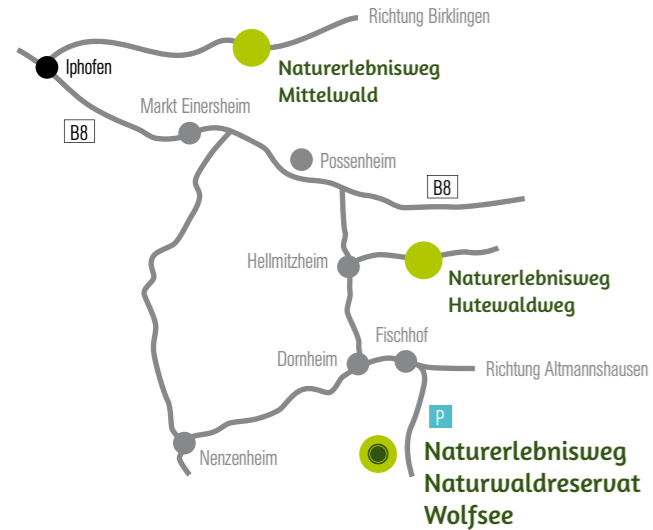 Richtung Birklingen
Iphofen
Naturerlebnisweg
Mittelwald
Markt Einersheim
B8
Possenheim
B8
Hellmitzheim
Naturerlebnisweg
Hutewaldweg
Fischhof
Dornheim
Richtung Altmannshausen
P
Nenzenheim
Naturerlebnisweg
Naturwaldreservat
Wolfsee